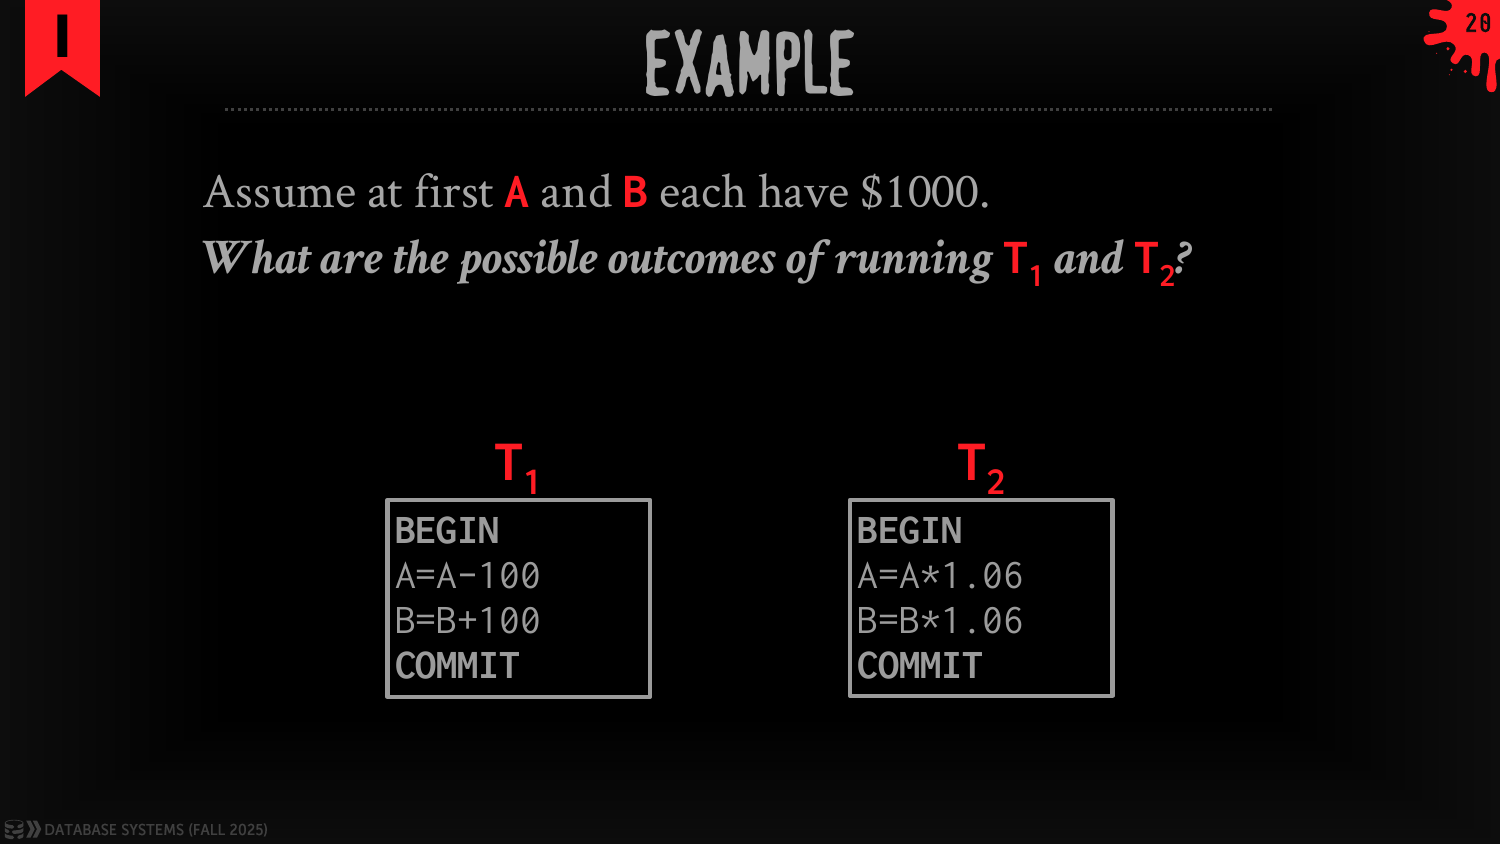 I
EXAMPLE
20
Assume at first A and B each have $1000.
What are the possible outcomes of running T₁ and T₂?
T₁
BEGIN
A=A-100
B=B+100
COMMIT
T₂
BEGIN
A=A*1.06
B=B*1.06
COMMIT
DATABASE SYSTEMS (FALL 2025)